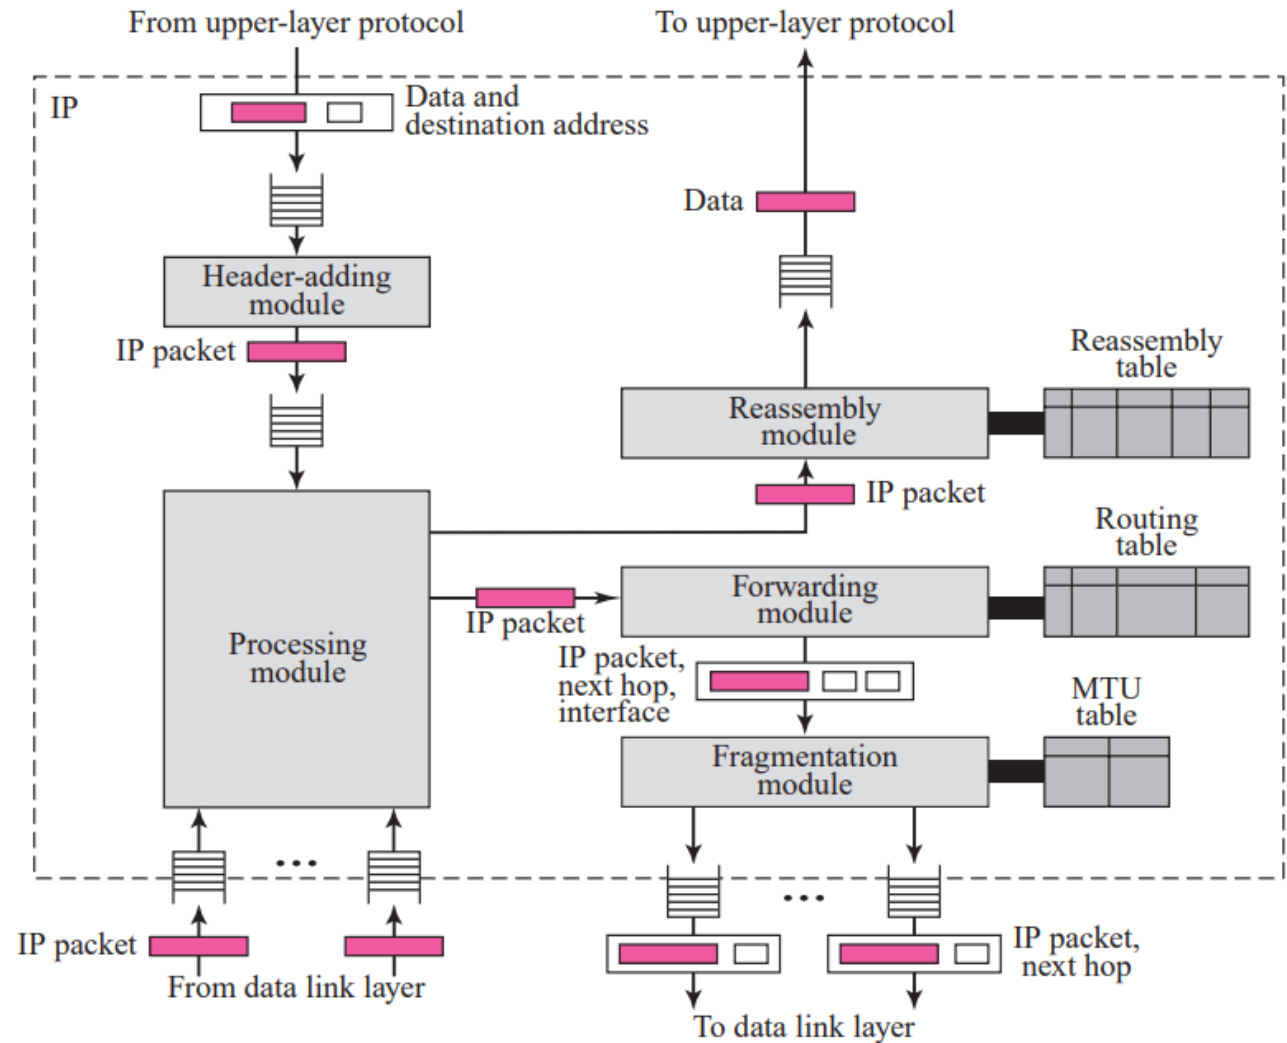 From upper-layer protocol
To upper-layer protocol
IP
Data and
destination address
Data
Header-adding
module
IP packet
Reassembly
table
Reassembly
module
IP packet
Routing
table
Forwarding
module
IP packet
Processing
module
IP packet,
next hop,
interface
MTU
table
Fragmentation
module
IP packet
From data link layer
IP packet,
next hop
To data link layer